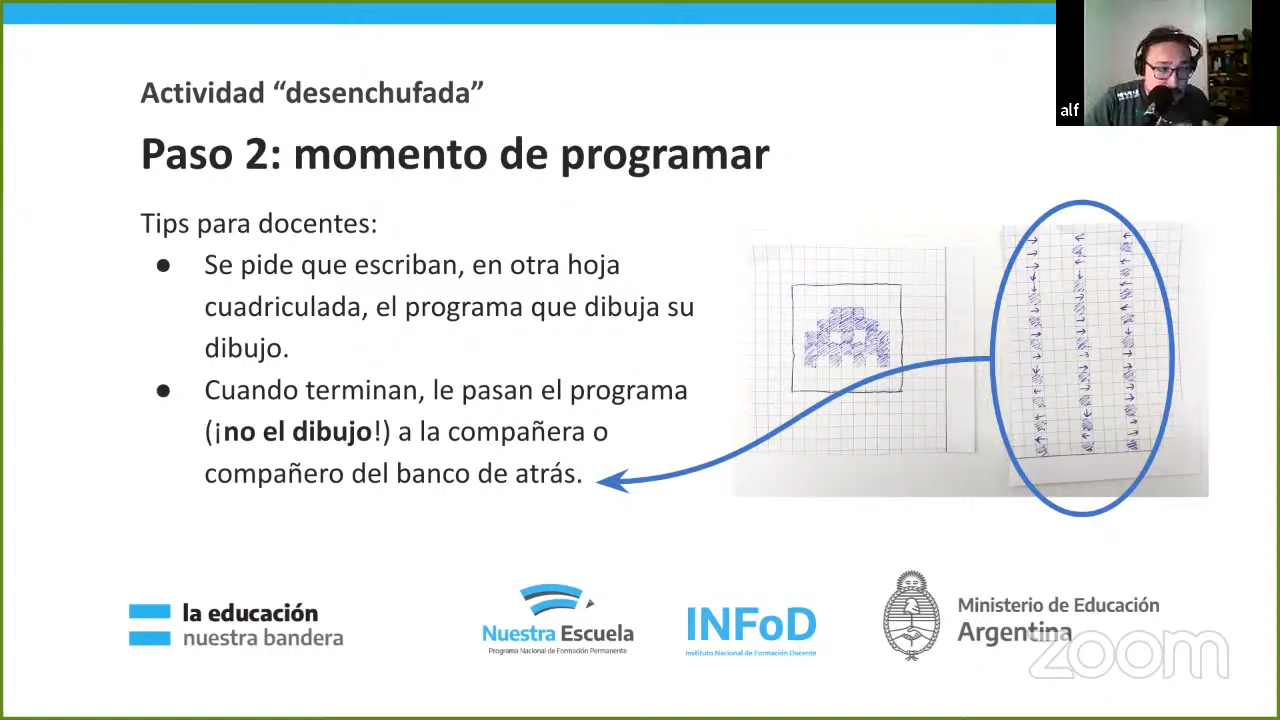 alf
Actividad “desenchufada”
Paso 2: momento de programar
Tips para docentes:
● Se pide que escriban, en otra hoja
cuadriculada, el programa que dibuja su
dibujo.
● Cuando terminan, le pasan el programa
(¡no el dibujo!) a la compañera o
compañero del banco de atrás.
la educación
nuestra bandera
Nuestra Escuela
Programa Nacional de Formación Permanente
INFoD
Instituto Nacional de Formación Docente
Ministerio de Educación
Argentina
zoom